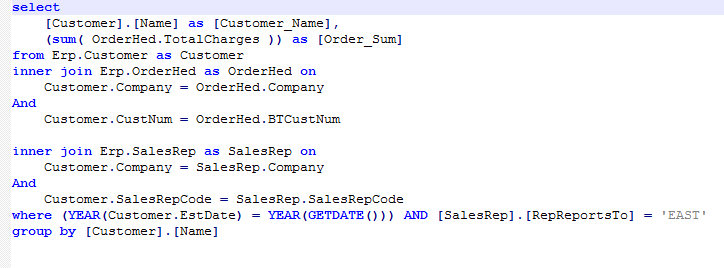 select
[Customer].[Name] as [Customer_Name],
(sum( OrderHed.TotalCharges )) as [Order_Sum]
from Erp.Customer as Customer
inner join Erp.OrderHed as OrderHed on
Customer.Company = OrderHed.Company
And
Customer.CustNum = OrderHed.BTCustNum
inner join Erp.SalesRep as SalesRep on
Customer.Company = SalesRep.Company
And
Customer.SalesRepCode = SalesRep.SalesRepCode
where (YEAR(Customer.EstDate) = YEAR(GETDATE())) AND [SalesRep].[RepReportsTo] = 'EAST'
group by [Customer].[Name]